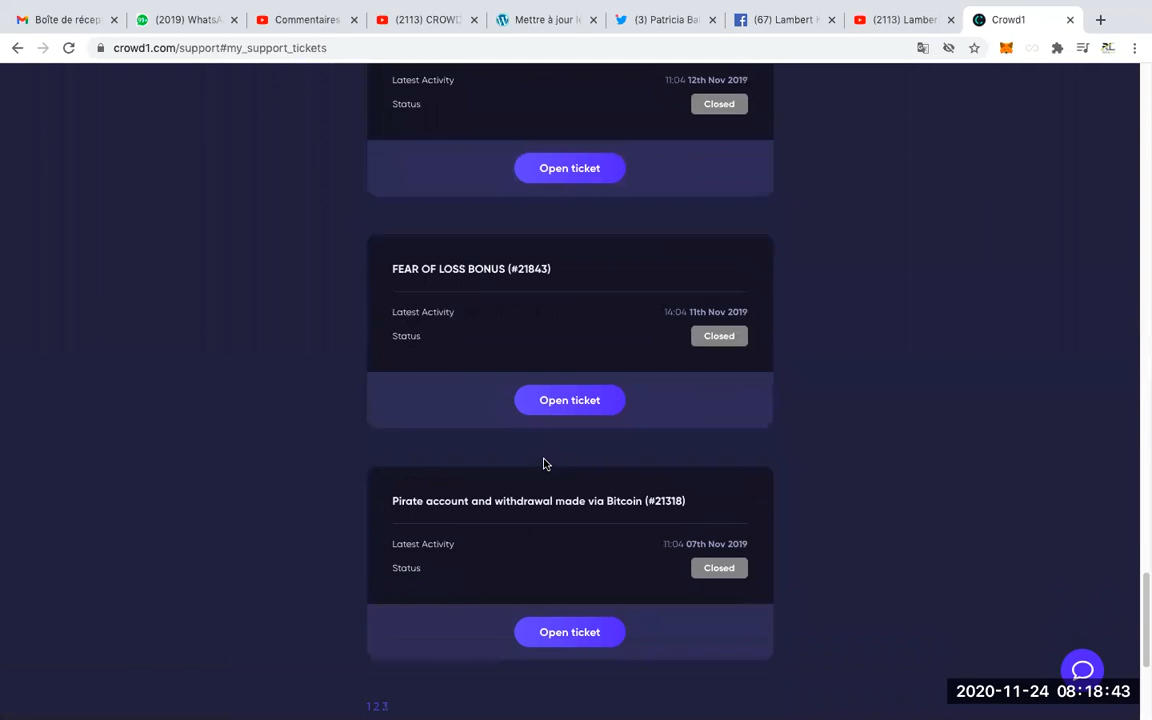 (2019) WhatsA
Commentaires
(2113) CROWD
Mettre à jour le
(3) Patricia Ba
(67) Lambert K
(2113) Lamber
Crowd1
crowd1.com/support#my_support_tickets
Latest Activity 11:04 12th Nov 2019
Status Closed
Open ticket
FEAR OF LOSS BONUS (#21843)
Latest Activity 14:04 11th Nov 2019
Status Closed
Open ticket
Pirate account and withdrawal made via Bitcoin (#21318)
Latest Activity 11:04 07th Nov 2019
Status Closed
Open ticket
1 2 3
2020-11-24 08:18:43